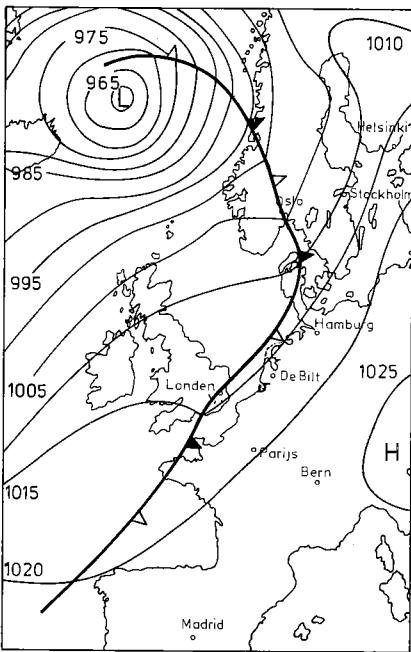 975
1010
965
L
Helsinki
985
Oslo
Stockholm
995
Hamburg
1005
Londen
De Bilt
1025
H
Parijs
Bern
1015
1020
Madrid